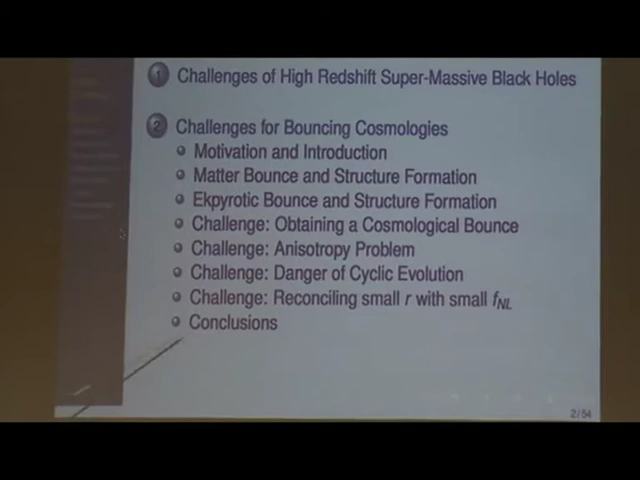 1 Challenges of High Redshift Super-Massive Black Holes
2 Challenges for Bouncing Cosmologies
Motivation and Introduction
Matter Bounce and Structure Formation
Ekpyrotic Bounce and Structure Formation
Challenge: Obtaining a Cosmological Bounce
Challenge: Anisotropy Problem
Challenge: Danger of Cyclic Evolution
Challenge: Reconciling small r with small fNL
Conclusions
2/54